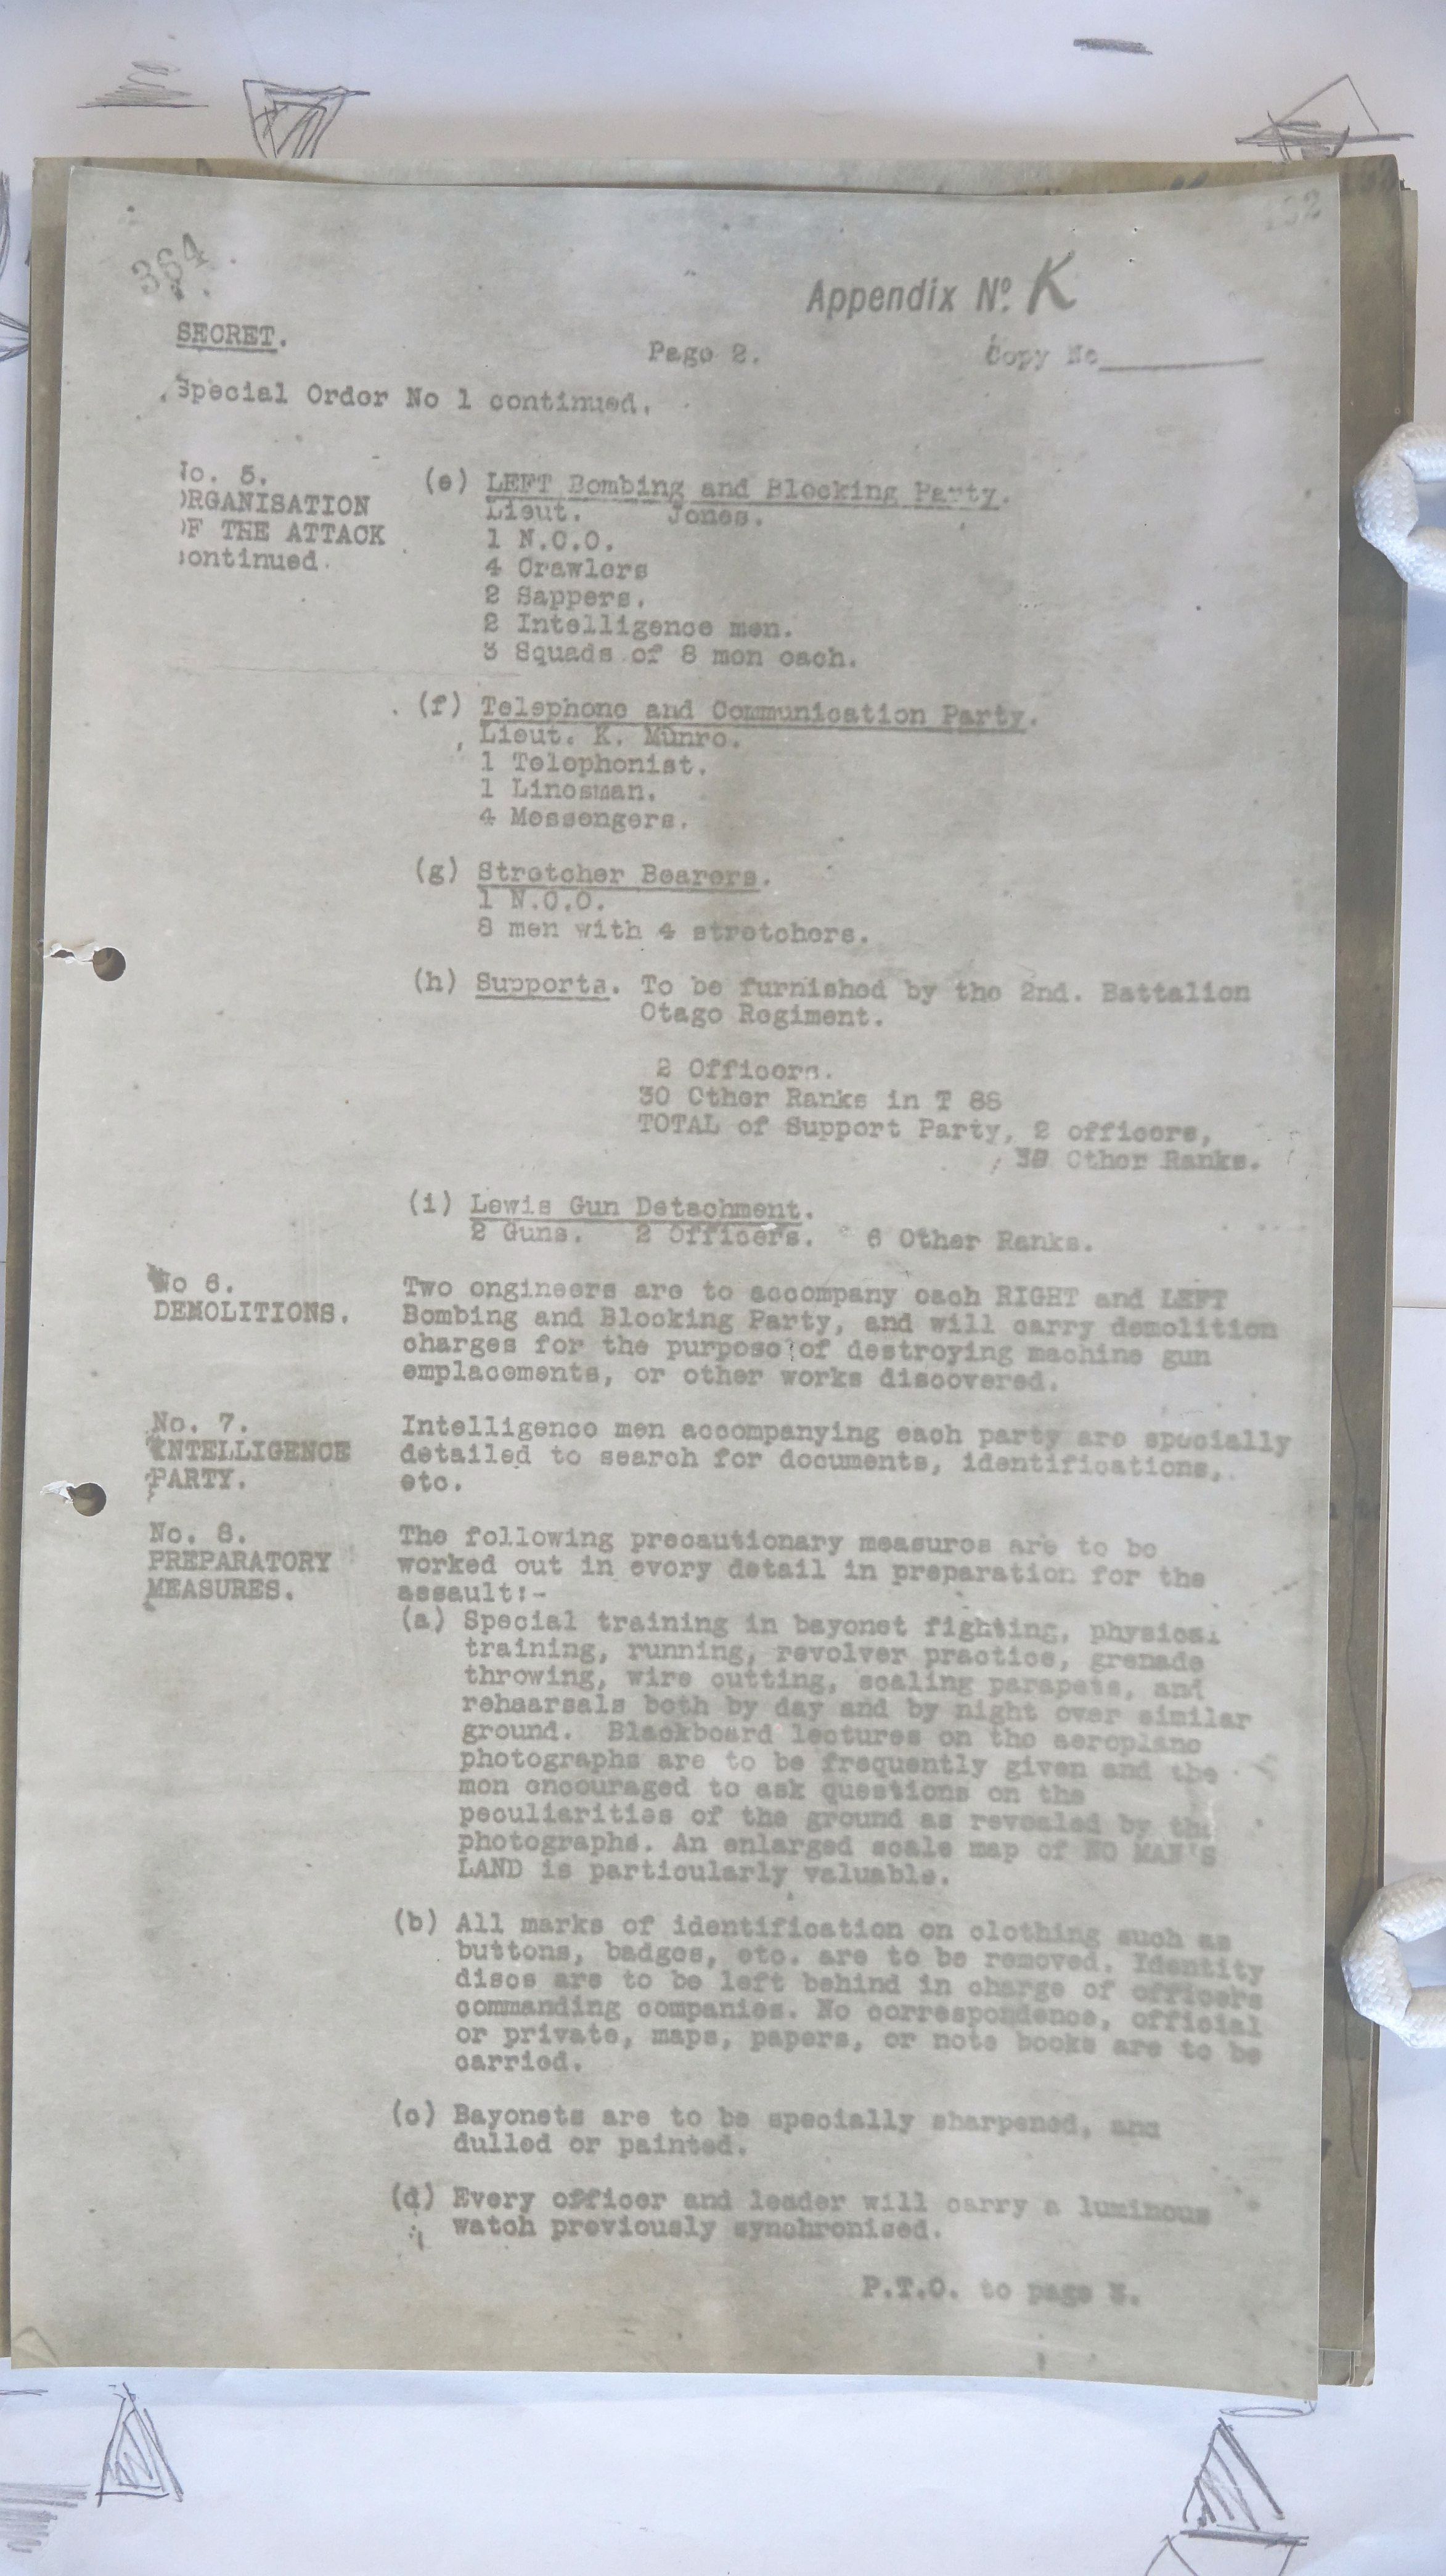 364
Appendix Nº. K
SECRET.
Page 2.
Copy No
Special Order No 1 continued.
No. 5.
ORGANISATION
OF THE ATTACK
continued.
(e) LEFT Bombing and Blocking Party.
Lieut. Jones.
1 N.C.O.
4 Crawlers
2 Sappers.
2 Intelligence men.
3 Squads of 8 men each.
(f) Telephone and Communication Party.
Lieut. K. Munro.
1 Telephonist.
1 Linesman.
4 Messengers.
(g) Stretcher Bearers.
1 N.C.O.
8 men with 4 stretchers.
(h) Supports. To be furnished by the 2nd. Battalion
Otago Regiment.
2 Officers.
30 Other Ranks in T 88
TOTAL of Support Party, 2 officers,
Other Ranks.
(i) Lewis Gun Detachment.
2 Guns. 2 Officers. 6 Other Ranks.
No 6.
DEMOLITIONS.
Two engineers are to accompany each RIGHT and LEFT
Bombing and Blocking Party, and will carry demolition
charges for the purpose of destroying machine gun
emplacements, or other works discovered.
No. 7.
INTELLIGENCE
PARTY.
Intelligence men accompanying each party are specially
detailed to search for documents, identifications,
etc.
No. 8.
PREPARATORY
MEASURES.
The following precautionary measures are to be
worked out in every detail in preparation for the
assault:-
(a) Special training in bayonet fighting, physical
training, running, revolver practice, grenade
throwing, wire cutting, scaling parapets, and
rehaarsals both by day and by night over similar
ground. Blackboard lectures on the aeroplane
photographs are to be frequently given and the
men encouraged to ask questions on the
peculiarities of the ground as revealed by the
photographs. An enlarged scale map of NO MAN'S
LAND is particularly valuable.
(b) All marks of identification on clothing such as
buttons, badges, etc. are to be removed. Identity
discs are to be left behind in charge of officers
commanding companies. No correspondence, official
or private, maps, papers, or note books are to be
carried.
(c) Bayonets are to be specially sharpened, and
dulled or painted.
(d) Every officer and leader will carry a luminous
watch previously synchronised.
P.T.O. to page 3.